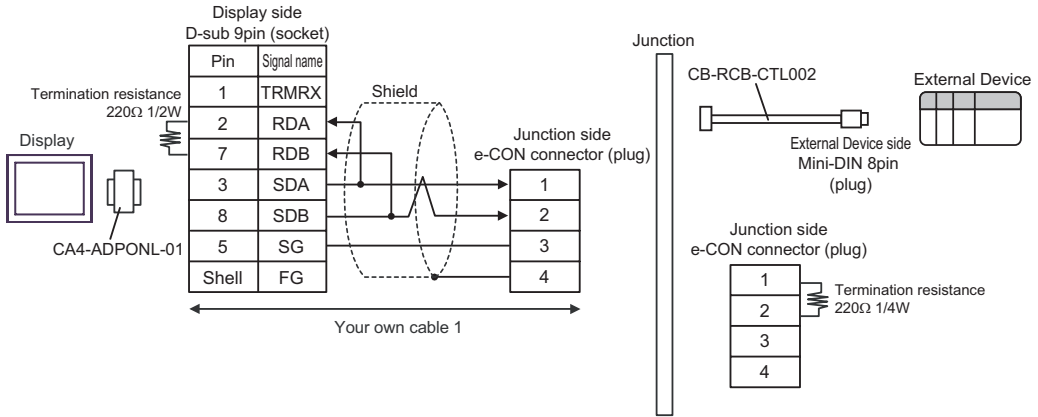 Display side
D-sub 9pin (socket)
Pin Signal name
1 TRMRX
2 RDA
7 RDB
3 SDA
8 SDB
5 SG
Shell FG
Termination resistance
220Ω 1/2W
Display
CA4-ADPONL-01
Shield
Junction side
e-CON connector (plug)
1
2
3
4
Your own cable 1
Junction
CB-RCB-CTL002
External Device
External Device side
Mini-DIN 8pin
(plug)
Junction side
e-CON connector (plug)
1
2
3
4
Termination resistance
220Ω 1/4W